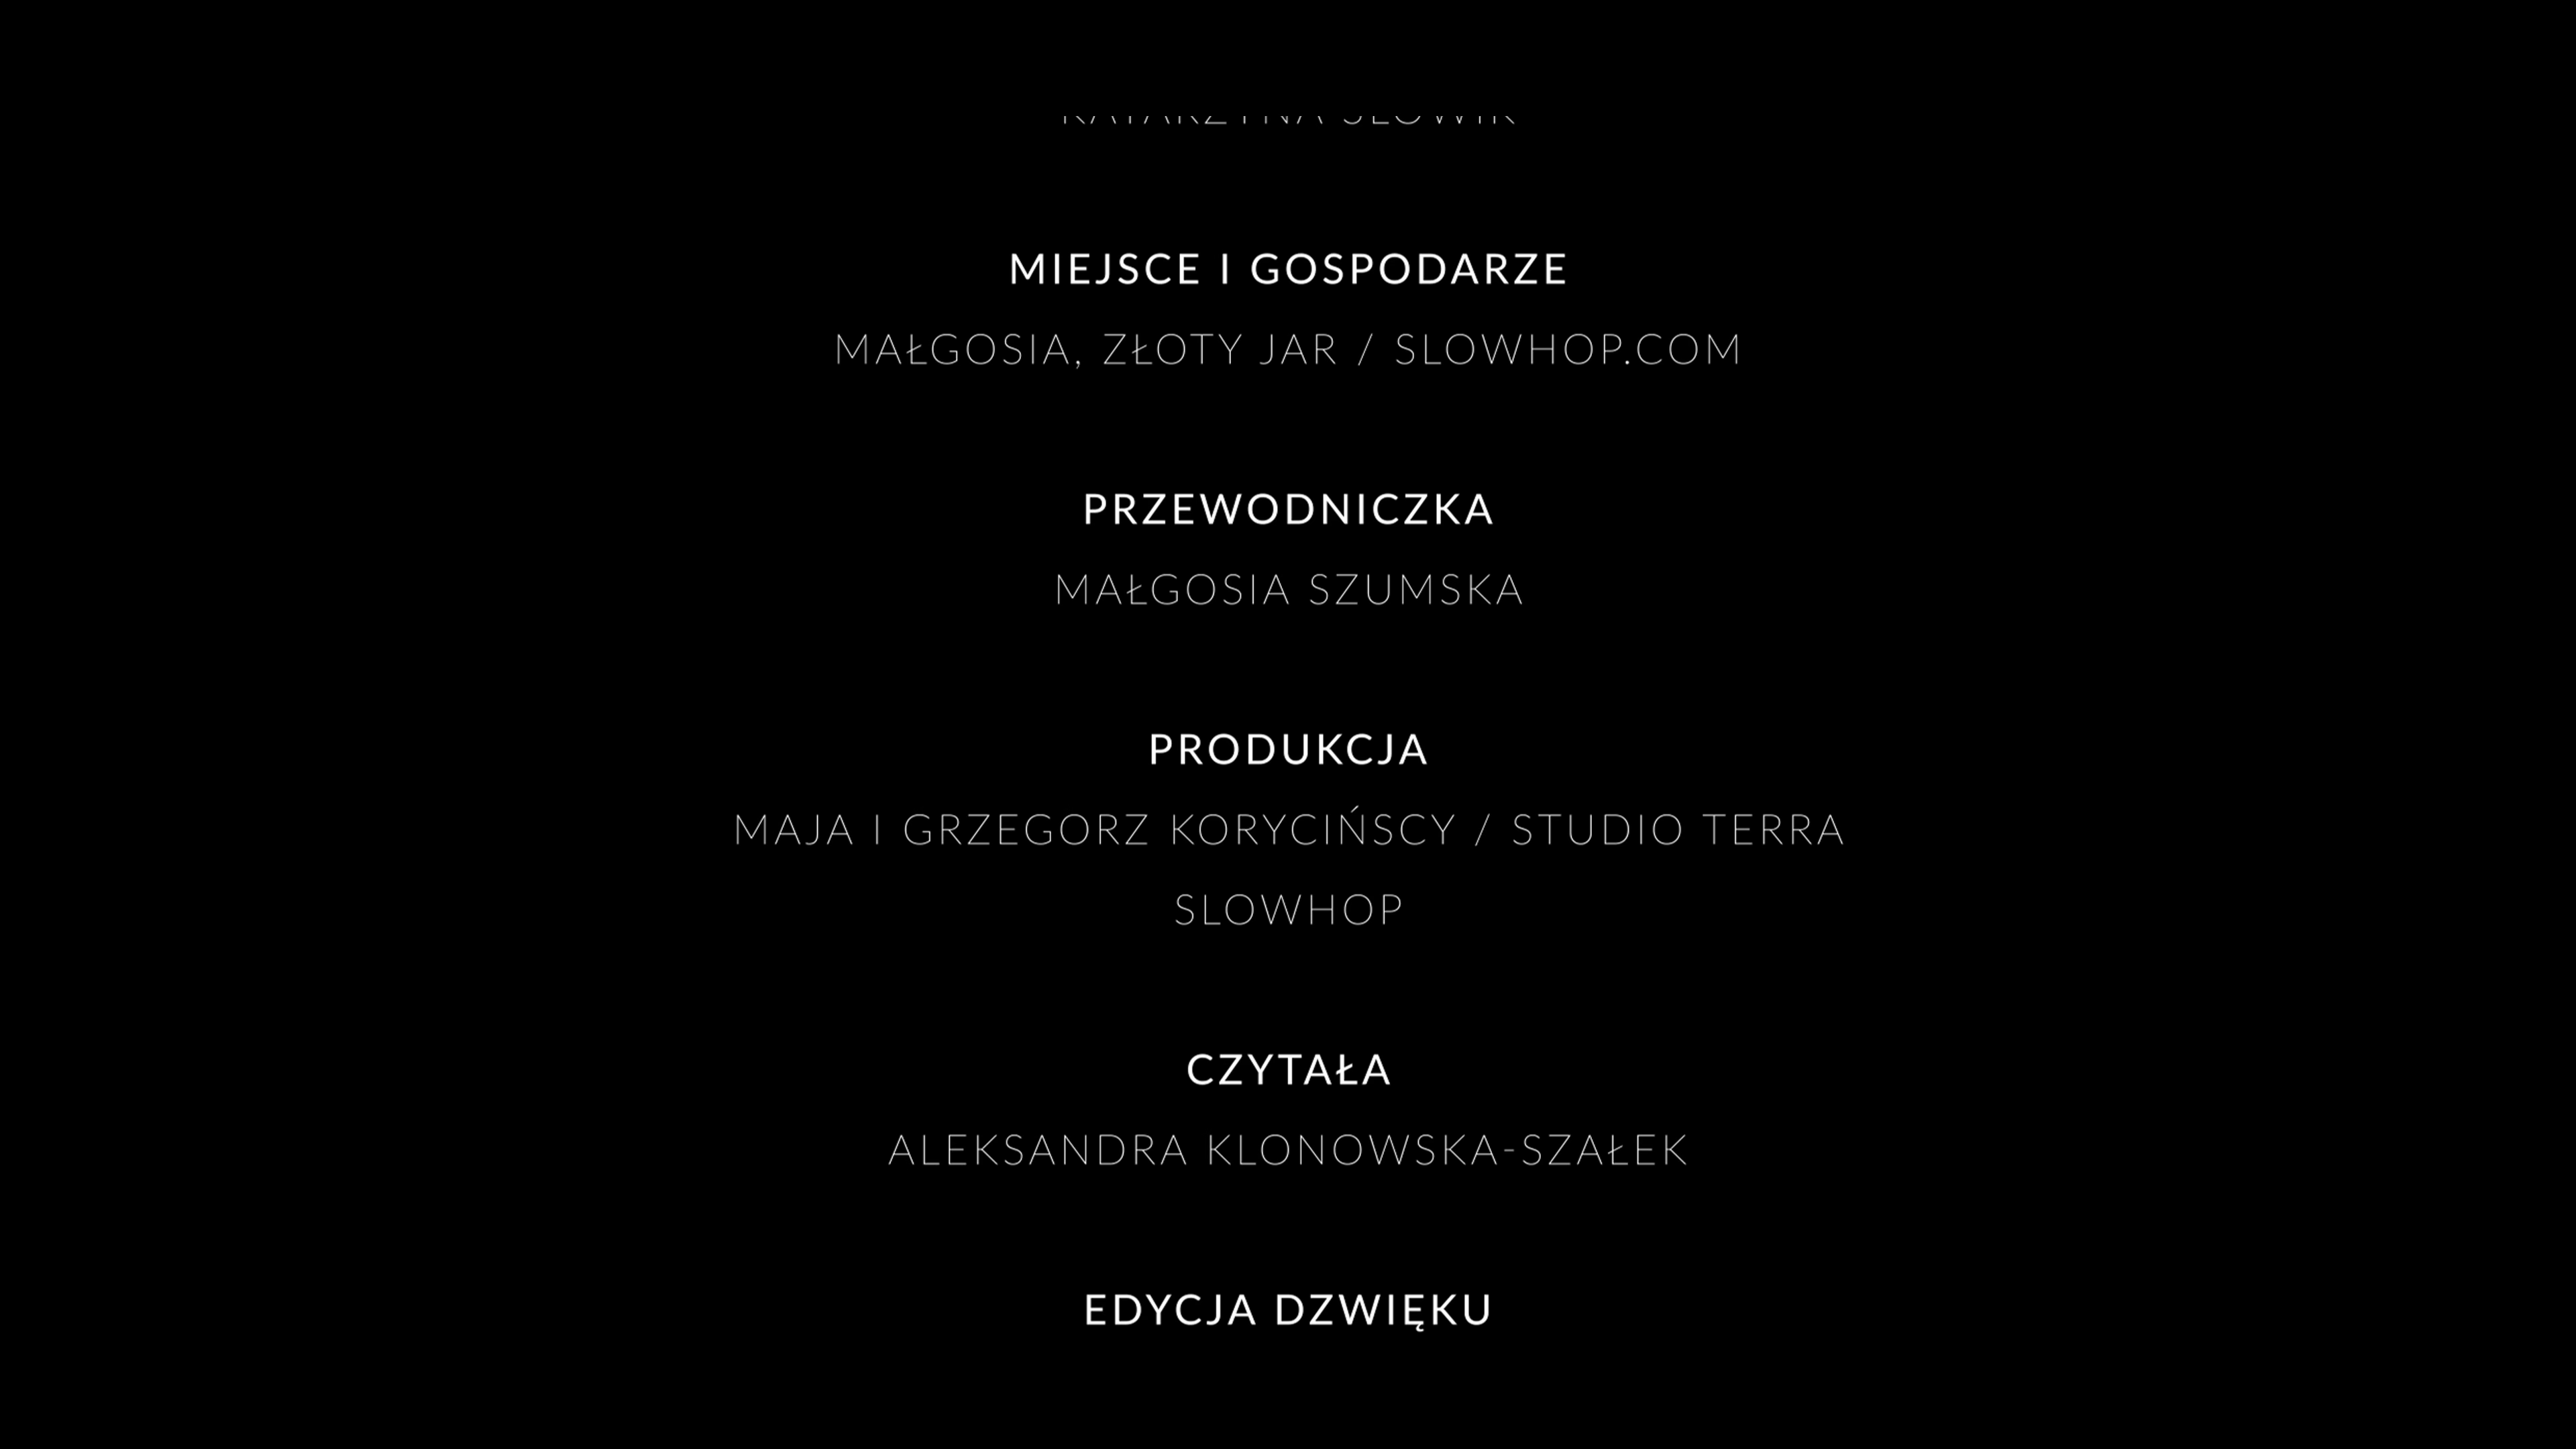 MIEJSCE I GOSPODARZE
MAŁGOSIA, ZŁOTY JAR / SLOWHOP.COM
PRZEWODNICZKA
MAŁGOSIA SZUMSKA
PRODUKCJA
MAJA I GRZEGORZ KORYCIŃSCY / STUDIO TERRA
SLOWHOP
CZYTAŁA
ALEKSANDRA KLONOWSKA-SZAŁEK
EDYCJA DZWIĘKU